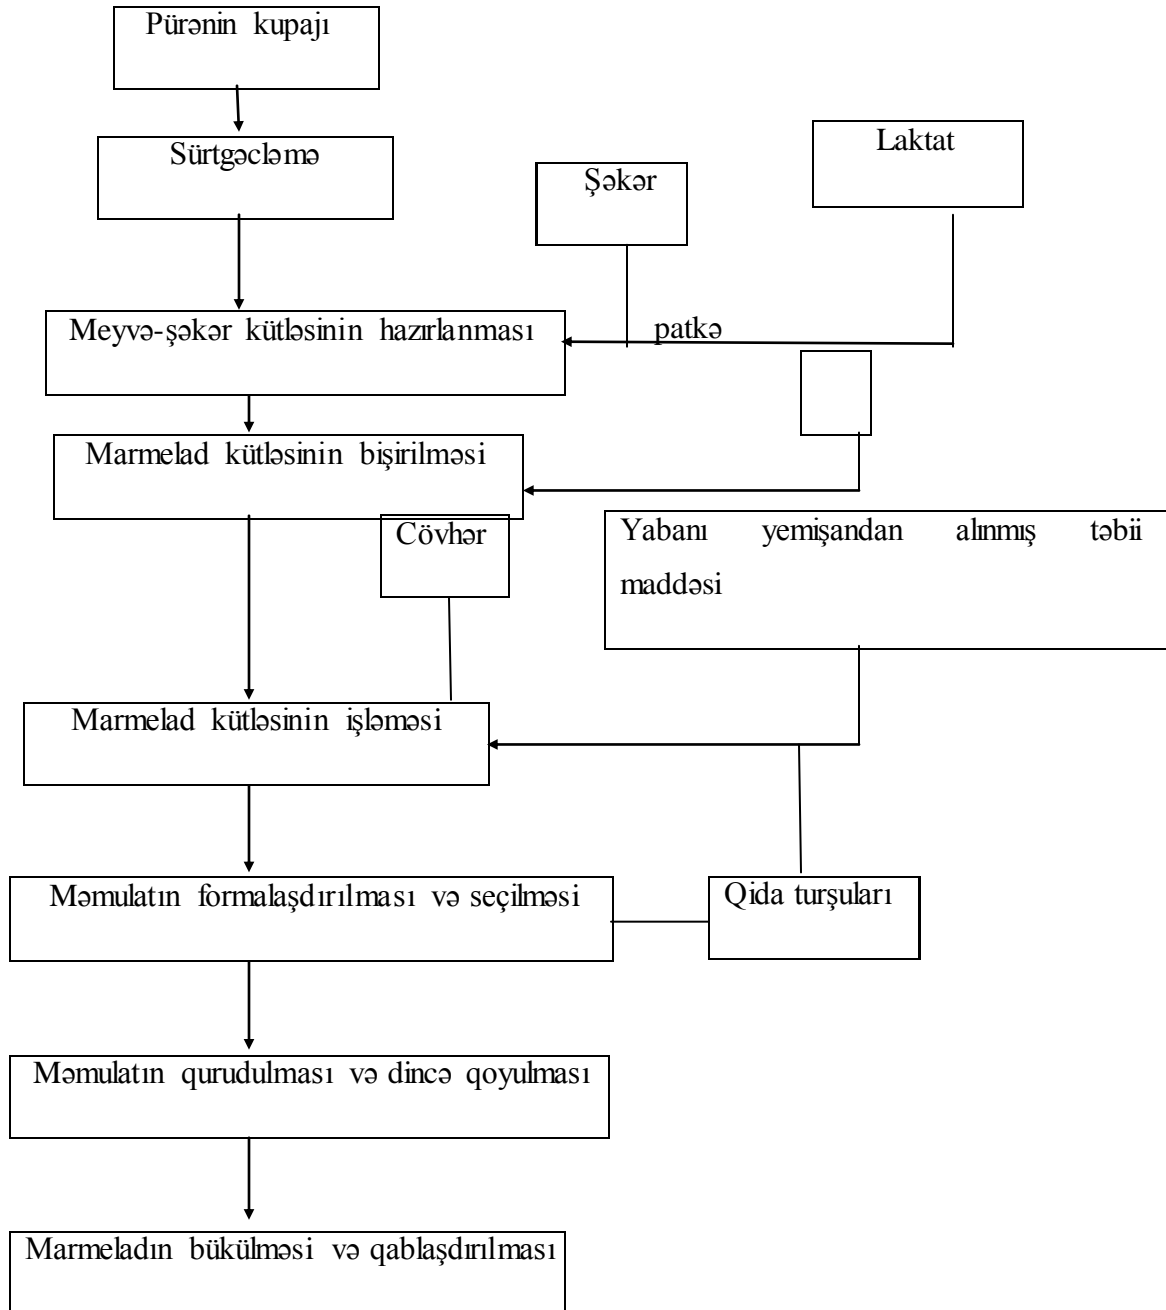 Pürənin kupajı
Sürtgəcləmə
Laktat
Şəkər
Meyvə-şəkər kütləsinin hazırlanması
patkə
Marmelad kütləsinin bişirilməsi
Cövhər
Yabanı yemişandan alınmış təbii
maddəsi
Marmelad kütləsinin işləməsi
Məmulatın formalaşdırılması və seçilməsi
Qida turşuları
Məmulatın qurudulması və dincə qoyulması
Marmeladın bükülməsi və qablaşdırılması